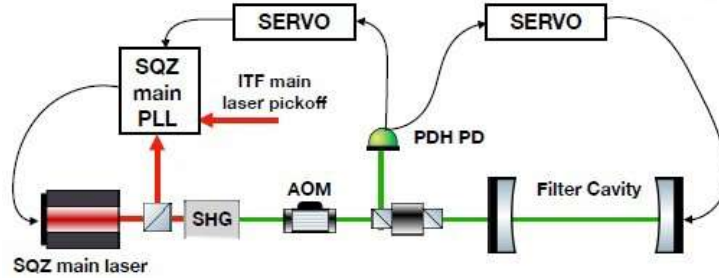 SERVO
SERVO
SQZ
main
PLL
ITF main
laser pickoff
PDH PD
AOM
Filter Cavity
SHG
SQZ main laser